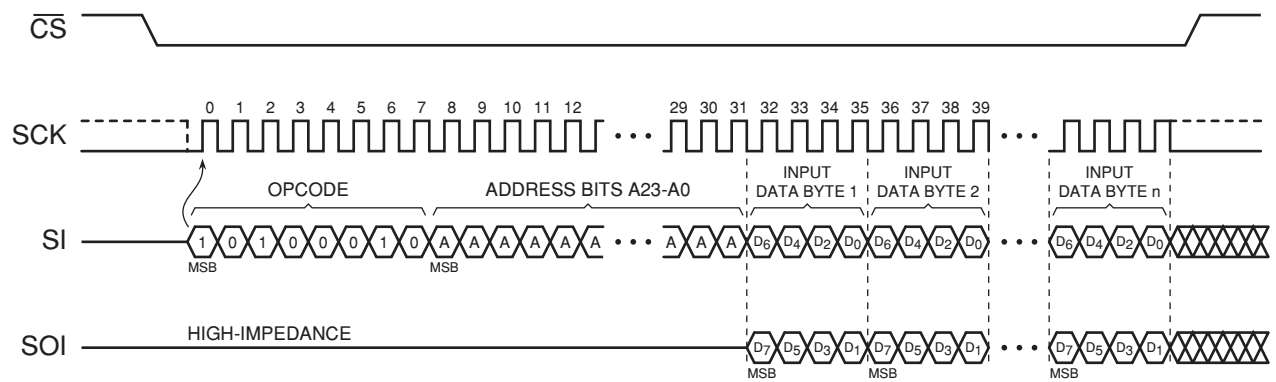 CS
SCK
0 1 2 3 4 5 6 7 8 9 10 11 12 29 30 31 32 33 34 35 36 37 38 39
OPCODE
ADDRESS BITS A23-A0
INPUT
DATA BYTE 1
INPUT
DATA BYTE 2
INPUT
DATA BYTE n
SI
1 0 1 0 0 0 1 0 A A A A A A A A A D6 D4 D2 D0 D6 D4 D2 D0 D6 D4 D2 D0
MSB MSB
SOI
HIGH-IMPEDANCE
D7 D5 D3 D1 D7 D5 D3 D1 D7 D5 D3 D1
MSB MSB MSB